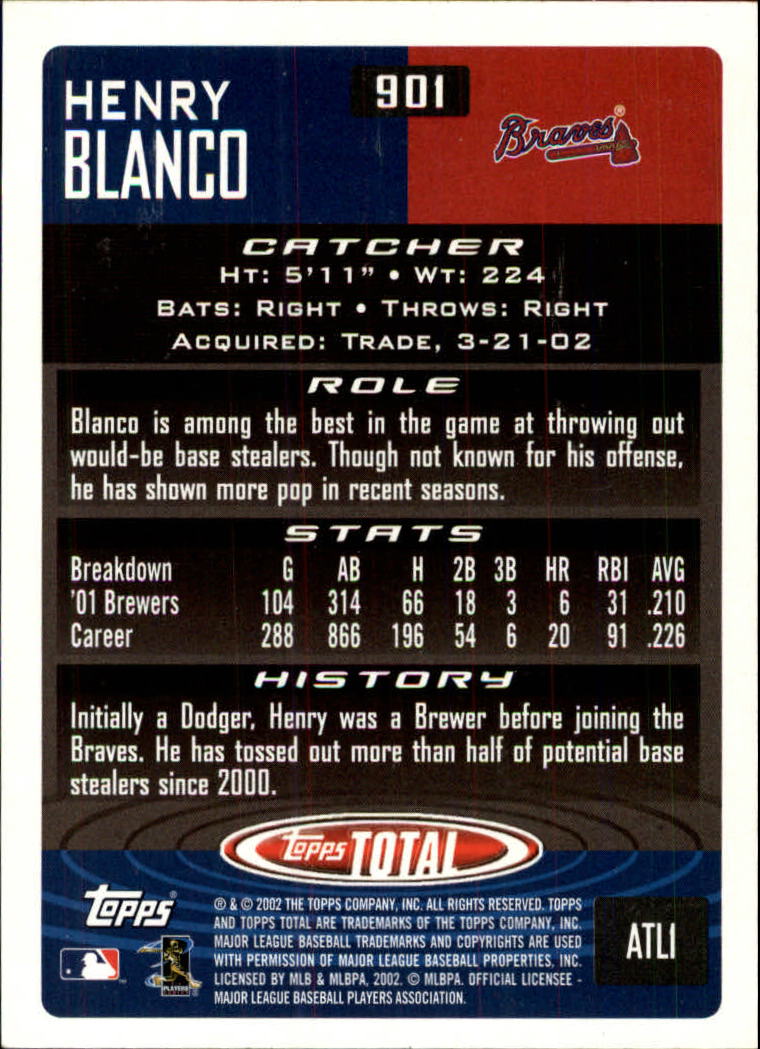 HENRY
BLANCO
901
Braves®
CATCHER
HT: 5'11" • WT: 224
BATS: RIGHT • THROWS: RIGHT
ACQUIRED: TRADE, 3-21-02
ROLE
Blanco is among the best in the game at throwing out
would-be base stealers. Though not known for his offense,
he has shown more pop in recent seasons.
STATS
Breakdown G AB H 2B 3B HR RBI AVG
'01 Brewers 104 314 66 18 3 6 31 .210
Career 288 866 196 54 6 20 91 .226
HISTORY
Initially a Dodger, Henry was a Brewer before joining the
Braves. He has tossed out more than half of potential base
stealers since 2000.
Topps TOTAL
Topps®
® & © 2002 THE TOPPS COMPANY, INC. ALL RIGHTS RESERVED. TOPPS
AND TOPPS TOTAL ARE TRADEMARKS OF THE TOPPS COMPANY, INC.
MAJOR LEAGUE BASEBALL TRADEMARKS AND COPYRIGHTS ARE USED
WITH PERMISSION OF MAJOR LEAGUE BASEBALL PROPERTIES, INC.
LICENSED BY MLB & MLBPA, 2002. © MLBPA. OFFICIAL LICENSEE -
MAJOR LEAGUE BASEBALL PLAYERS ASSOCIATION.
PLAYERS
ATL1